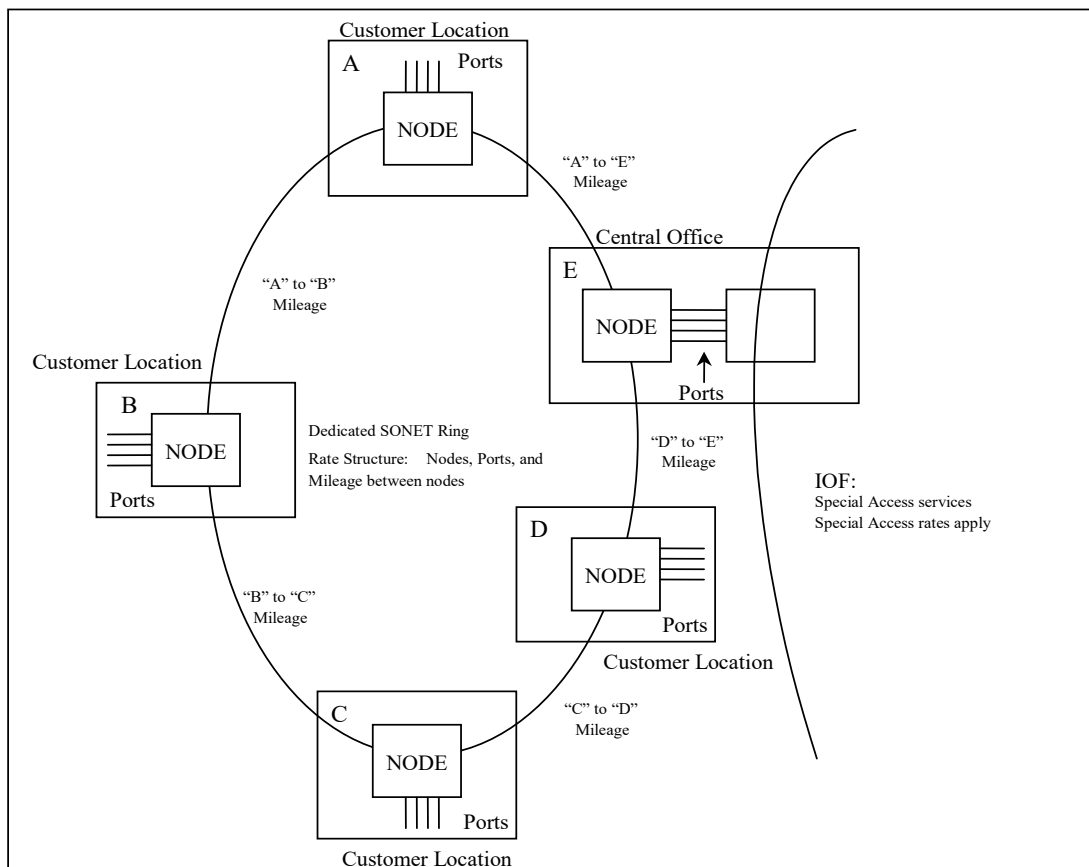 Customer Location
A
Ports
NODE
“A” to “E”
Mileage
Central Office
E
NODE
Ports
“A” to “B”
Mileage
Customer Location
B
NODE
Ports
Dedicated SONET Ring
Rate Structure: Nodes, Ports, and
Mileage between nodes
“D” to “E”
Mileage
IOF:
Special Access services
Special Access rates apply
D
NODE
Ports
Customer Location
“B” to “C”
Mileage
“C” to “D”
Mileage
C
NODE
Ports
Customer Location